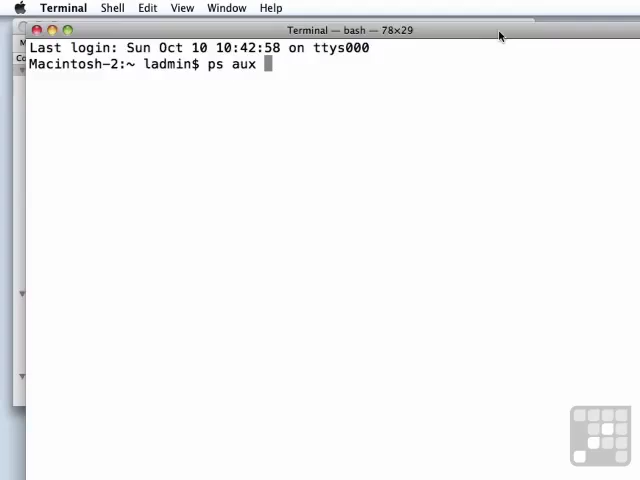 Terminal Shell Edit View Window Help
Terminal — bash — 78×29
Last login: Sun Oct 10 10:42:58 on ttys000
Macintosh-2:~ ladmin$ ps aux